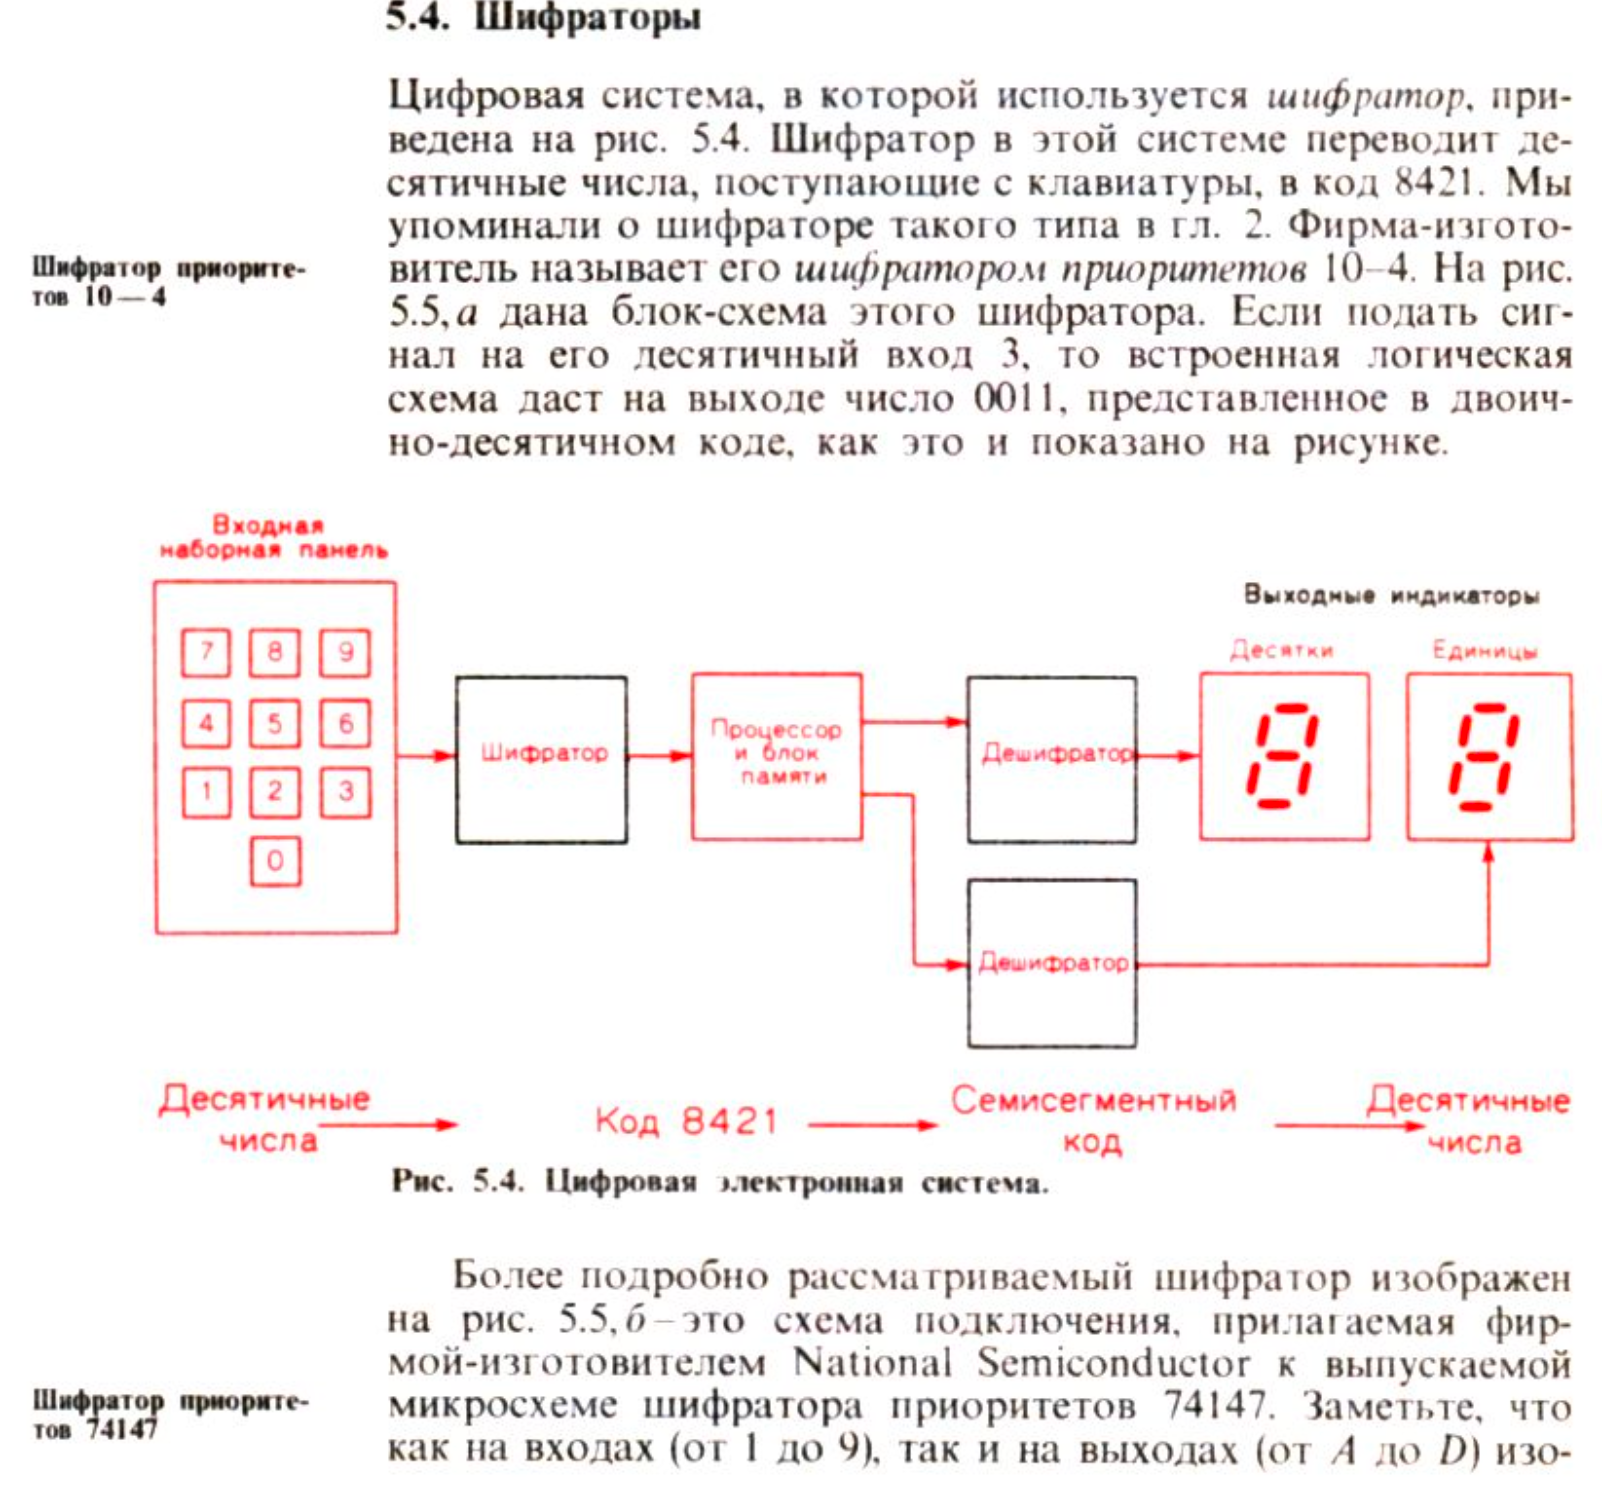 5.4. Шифраторы
Цифровая система, в которой используется шифратор, при-
ведена на рис. 5.4. Шифратор в этой системе переводит де-
сятичные числа, поступающие с клавиатуры, в код 8421. Мы
упоминали о шифраторе такого типа в гл. 2. Фирма-изгото-
витель называет его шифратором приоритетов 10–4. На рис.
5.5, а дана блок-схема этого шифратора. Если подать сиг-
нал на его десятичный вход 3, то встроенная логическая
схема даст на выходе число 0011, представленное в двоич-
но-десятичном коде, как это и показано на рисунке.
Шифратор приорите-
тов 10—4
Входная
наборная панель
7 8 9
4 5 6
1 2 3
0
Шифратор
Процессор
и блок
памяти
Дешифратор
Дешифратор
Выходные индикаторы
Десятки
Единицы
8
8
Десятичные
числа
Код 8421
Семисегментный
код
Десятичные
числа
Рис. 5.4. Цифровая электронная система.
Более подробно рассматриваемый шифратор изображен
на рис. 5.5, б – это схема подключения, прилагаемая фир-
мой-изготовителем National Semiconductor к выпускаемой
микросхеме шифратора приоритетов 74147. Заметьте, что
как на входах (от 1 до 9), так и на выходах (от A до D) изо-
Шифратор приорите-
тов 74147